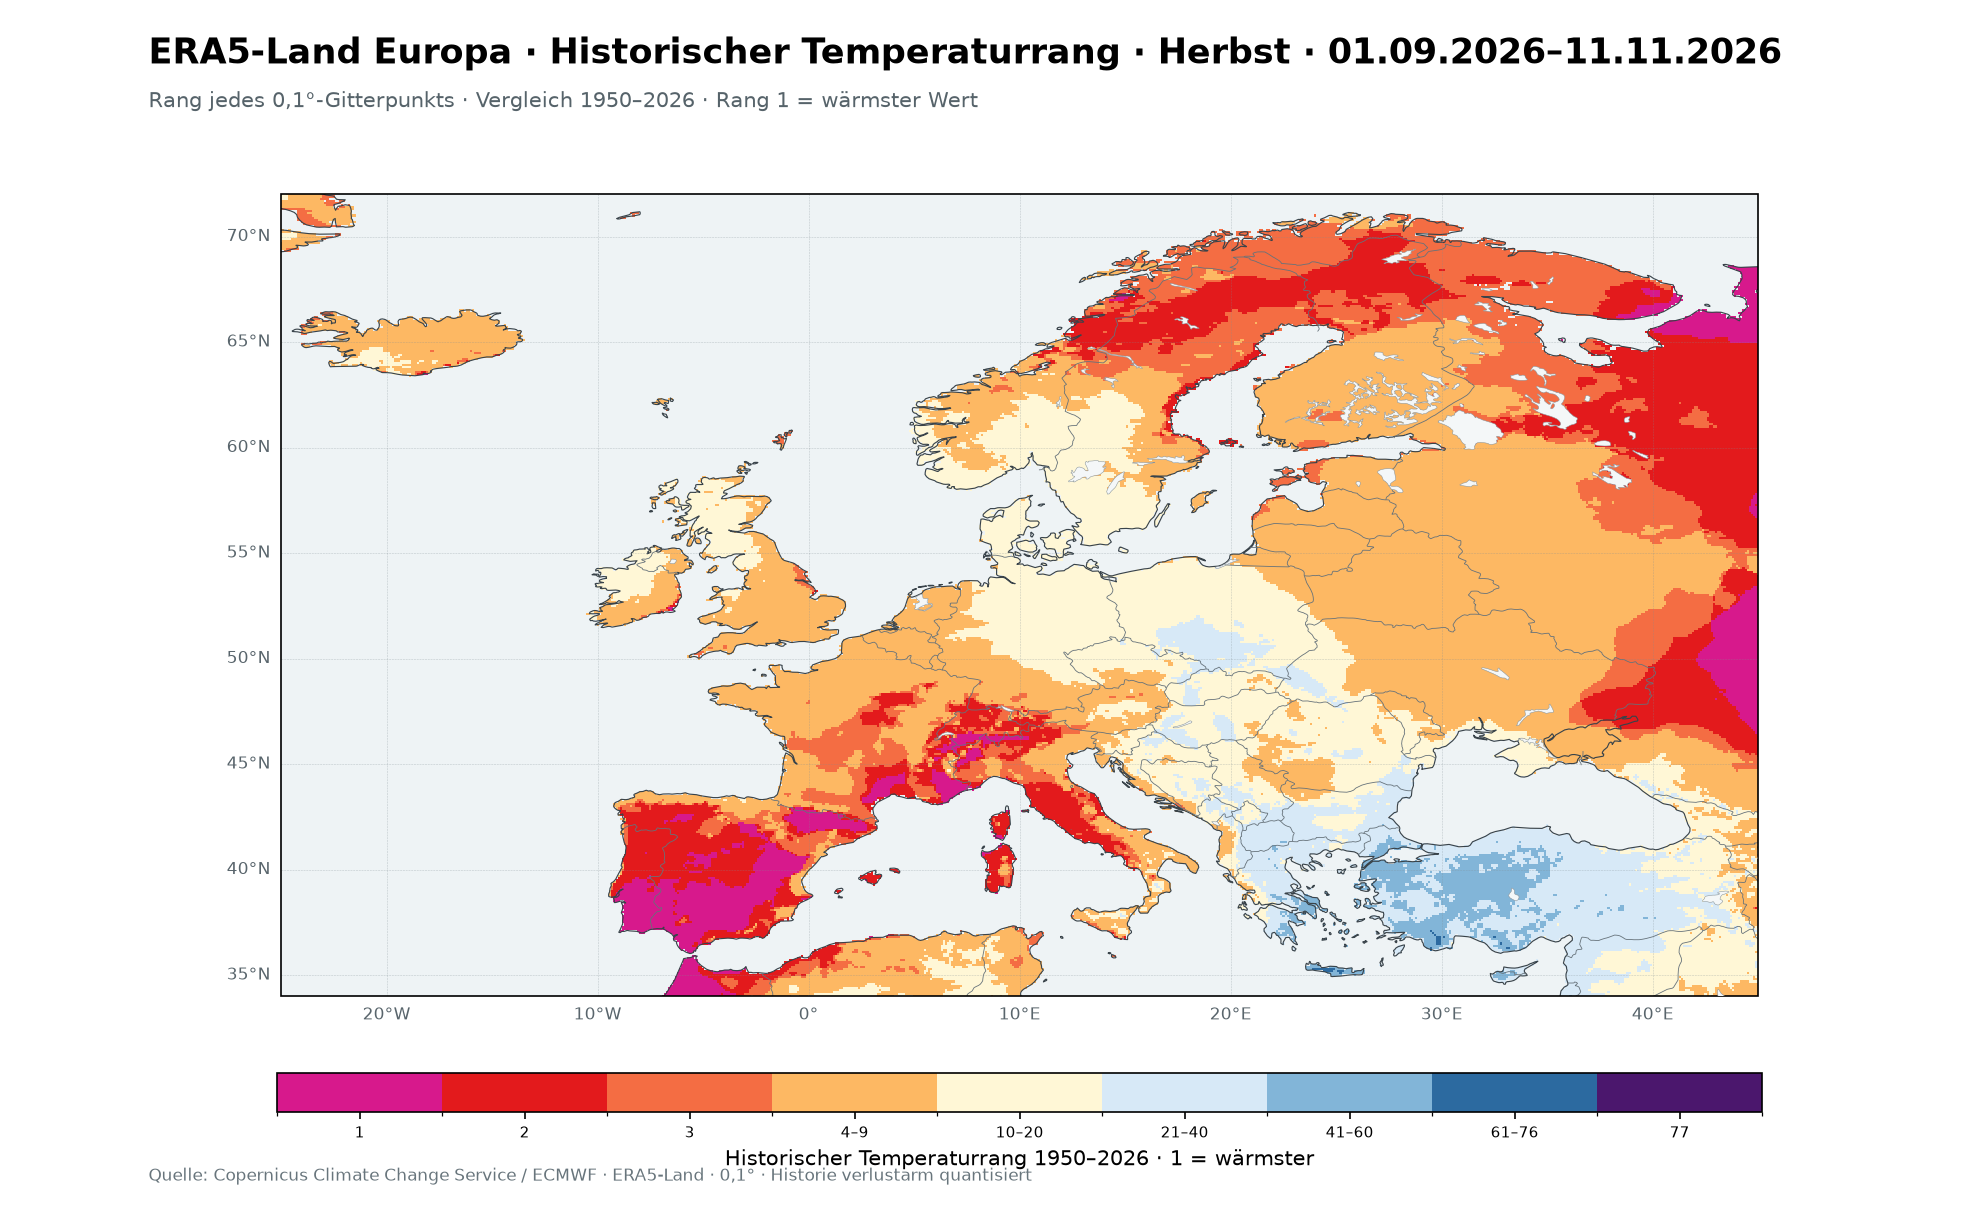 ERA5-Land Europa · Historischer Temperaturrang · Herbst · 01.09.2026–11.11.2026
Rang jedes 0,1°-Gitterpunkts · Vergleich 1950–2026 · Rang 1 = wärmster Wert
70°N
65°N
60°N
55°N
50°N
45°N
40°N
35°N
20°W 10°W 0° 10°E 20°E 30°E 40°E
1 2 3 4–9 10–20 21–40 41–60 61–76 77
Historischer Temperaturrang 1950–2026 · 1 = wärmster
Quelle: Copernicus Climate Change Service / ECMWF · ERA5-Land · 0,1° · Historie verlustarm quantisiert